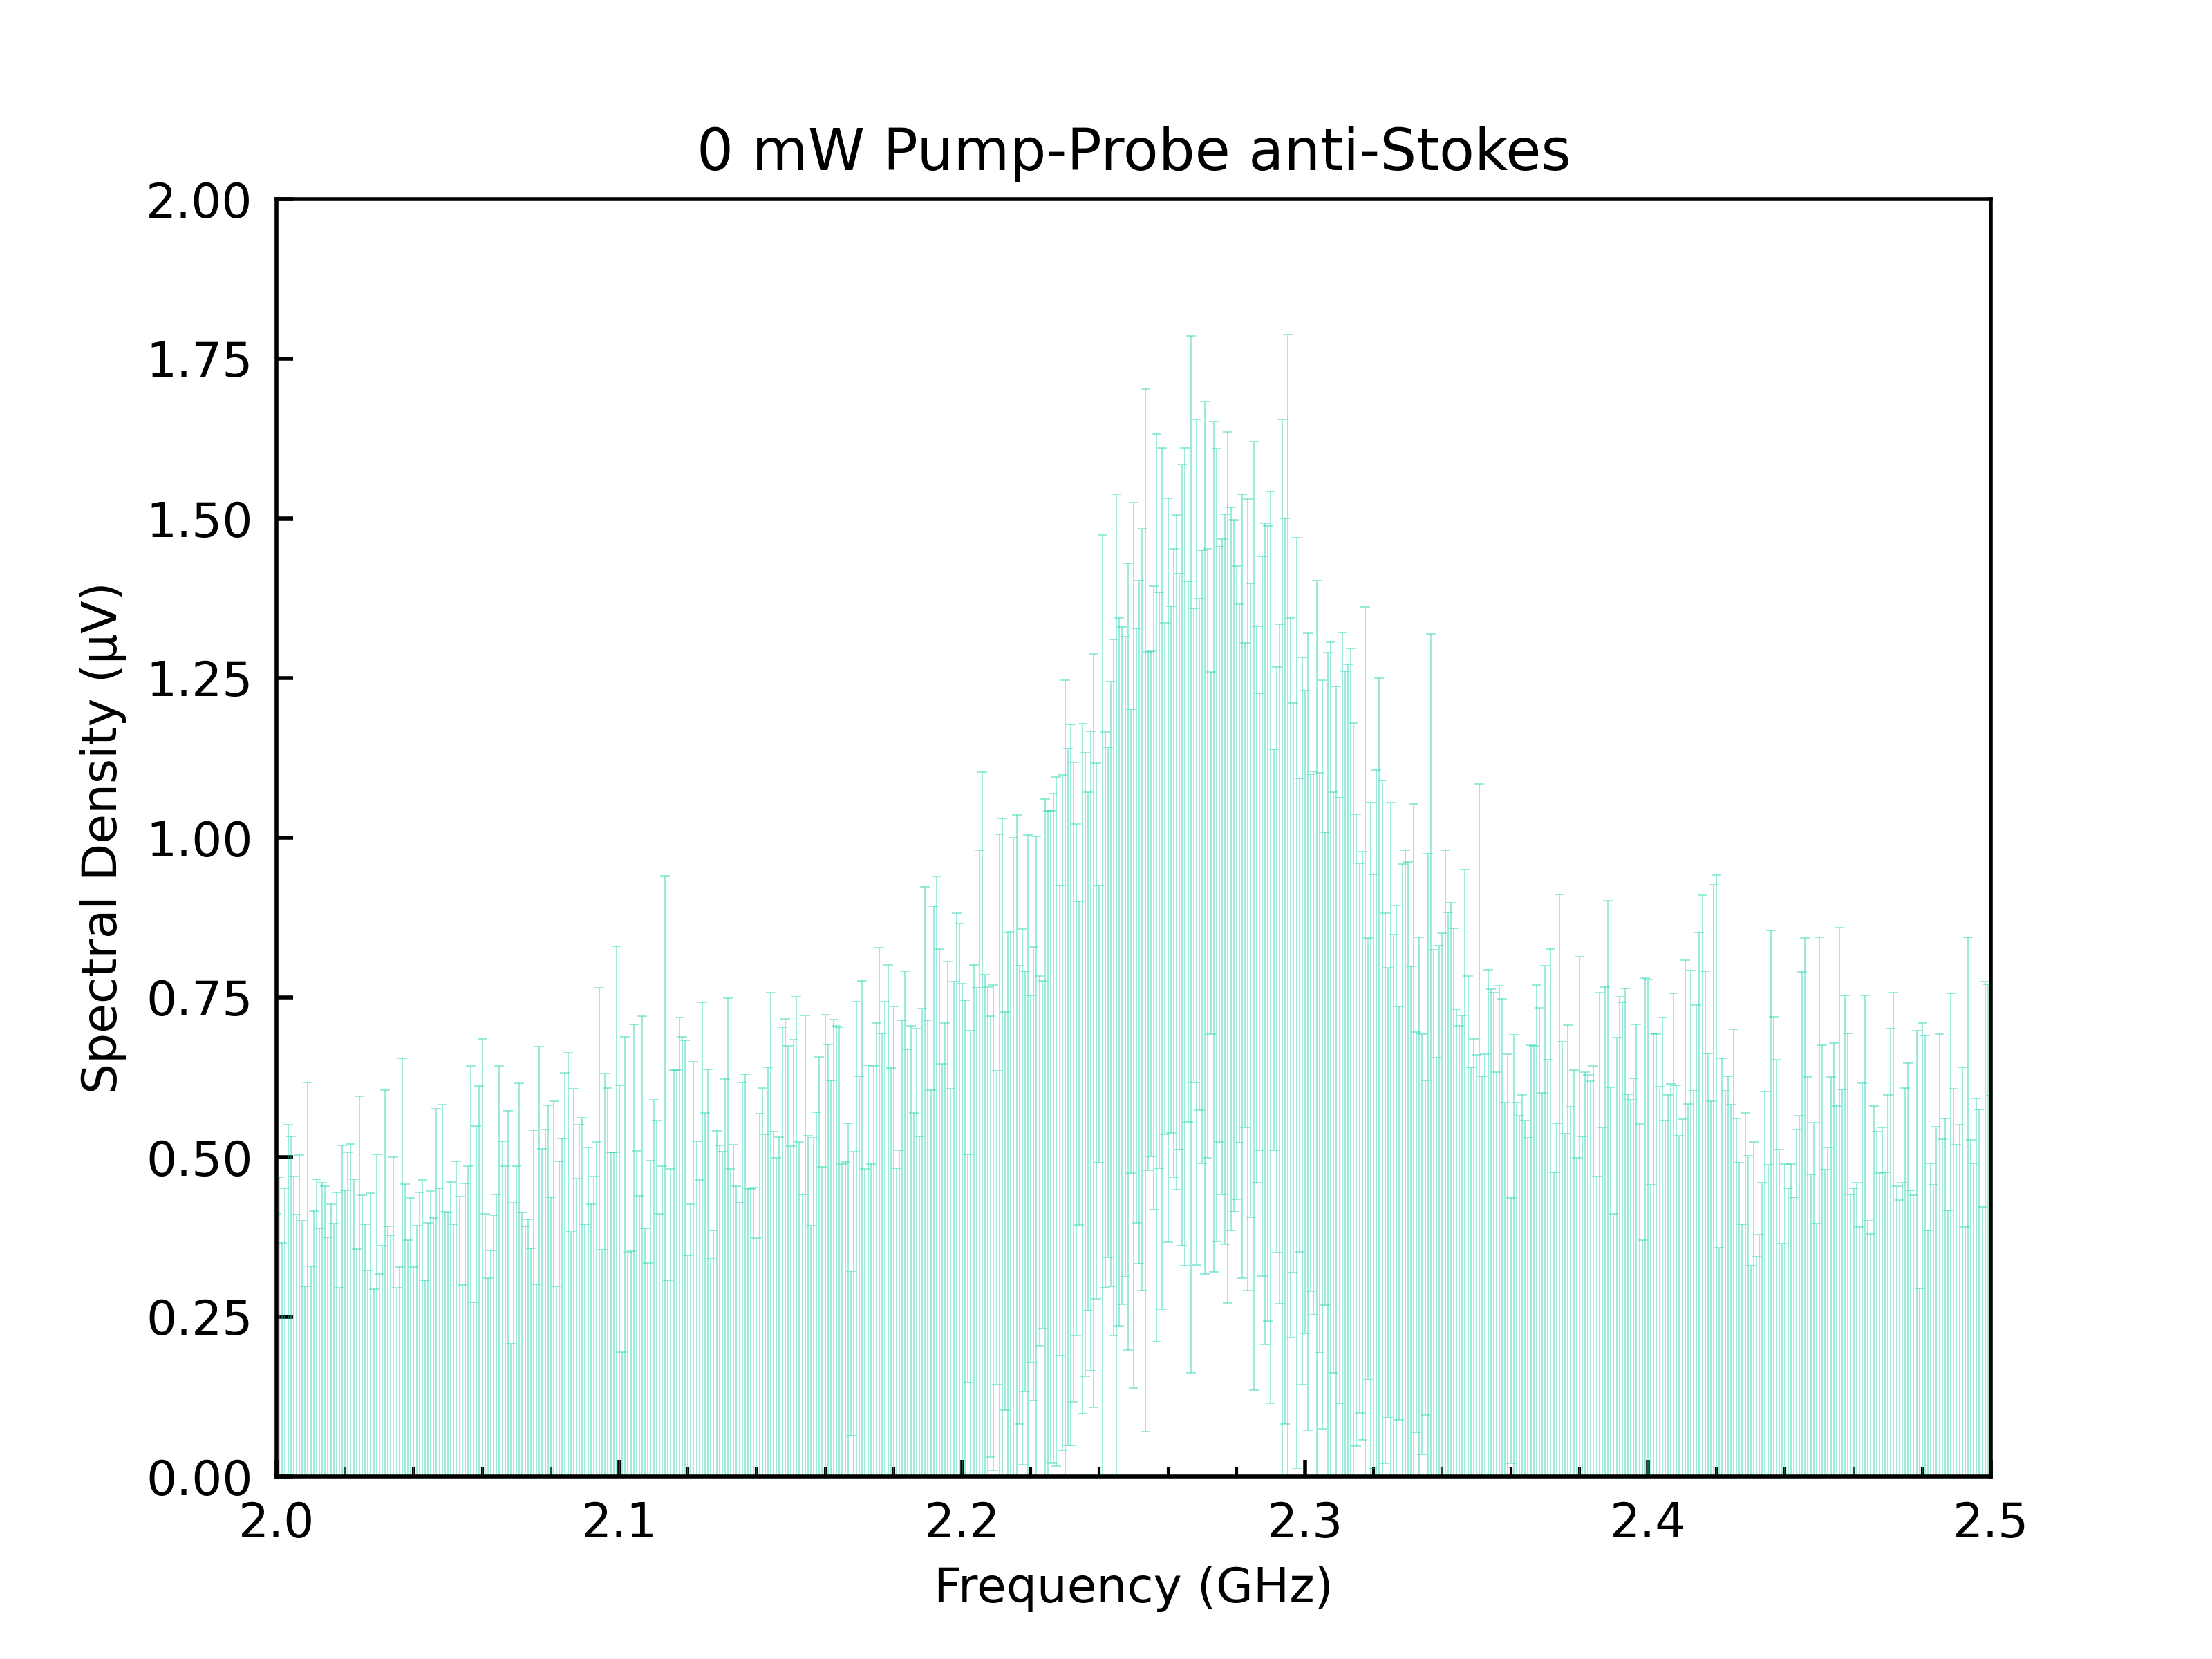 0 mW Pump-Probe anti-Stokes
2.00
1.75
1.50
1.25
1.00
0.75
0.50
0.25
0.00
Spectral Density (μV)
2.0 2.1 2.2 2.3 2.4 2.5
Frequency (GHz)